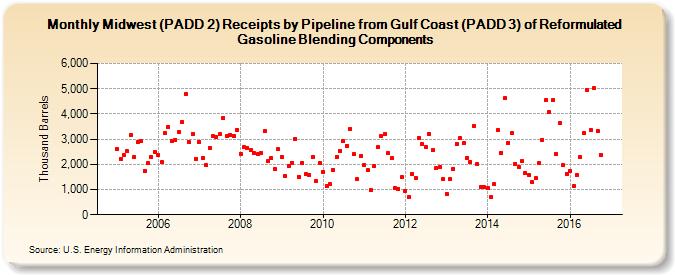 Monthly Midwest (PADD 2) Receipts by Pipeline from Gulf Coast (PADD 3) of Reformulated
Gasoline Blending Components
Thousand Barrels
6,000
5,000
4,000
3,000
2,000
1,000
0
2006 2008 2010 2012 2014 2016
Source: U.S. Energy Information Administration